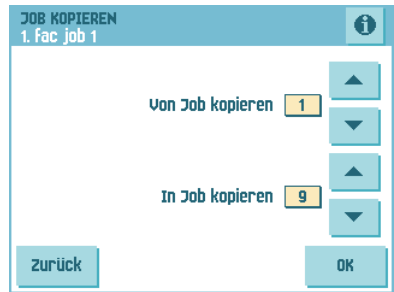 JOB KOPIEREN
1. Fac job 1
Von Job kopieren 1
In Job kopieren 9
Zurück OK